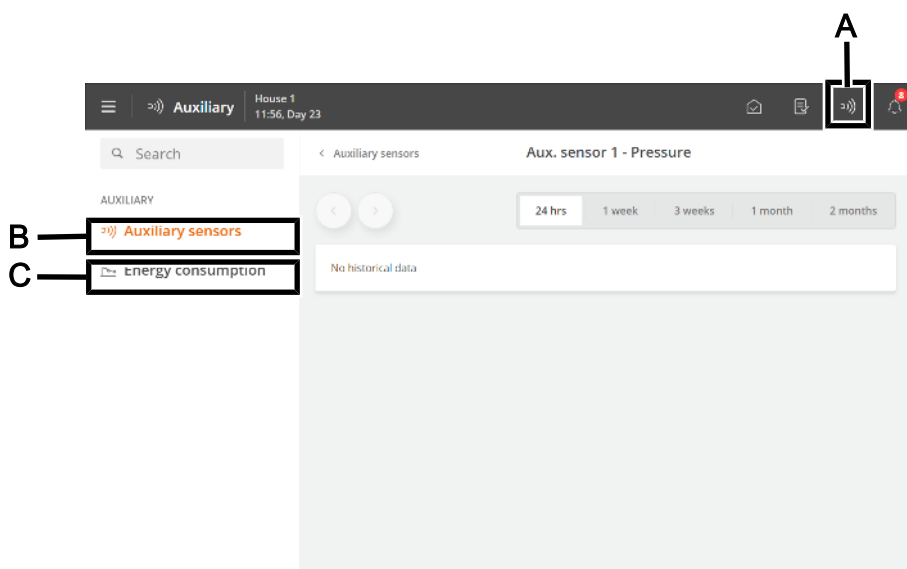 A
Auxiliary
House 1
11:56, Day 23
8
Search
Auxiliary sensors
Aux. sensor 1 - Pressure
AUXILIARY
24 hrs 1 week 3 weeks 1 month 2 months
B
Auxiliary sensors
C
Energy consumption
No historical data